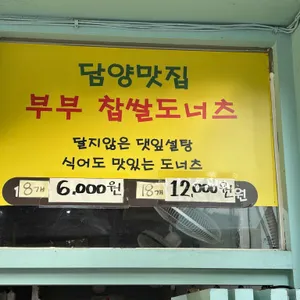 담양맛집
부부 찹쌀도너츠
달지않은 댓잎설탕
식어도 맛있는 도너츠
8개 6,000원 18개 12,000원